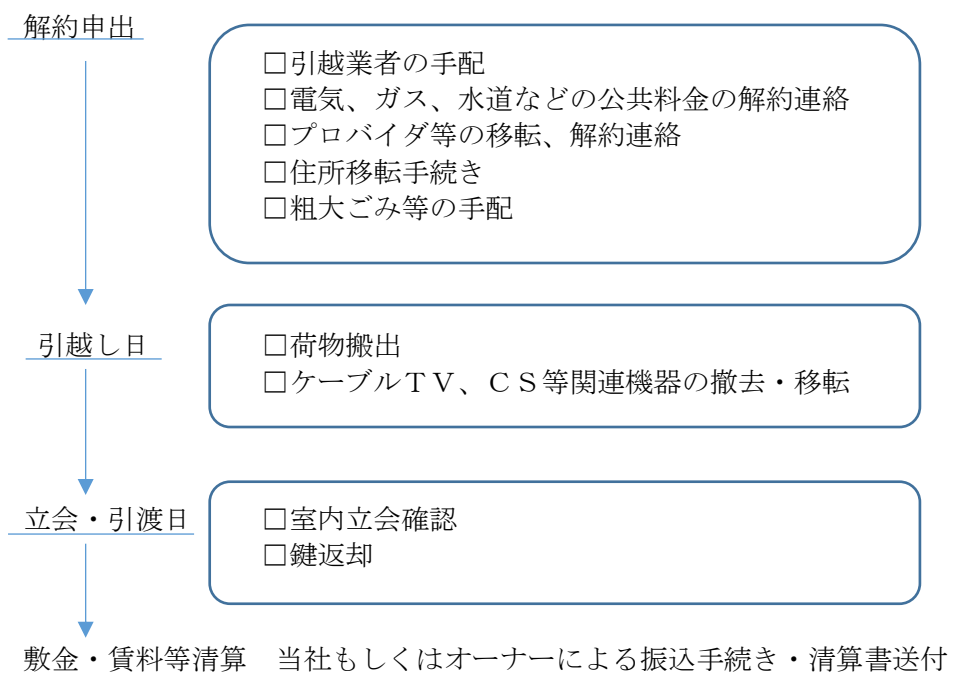 解約申出
□引越業者の手配
□電気、ガス、水道などの公共料金の解約連絡
□プロバイダ等の移転、解約連絡
□住所移転手続き
□粗大ごみ等の手配
引越し日
□荷物搬出
□ケーブルＴＶ、ＣＳ等関連機器の撤去・移転
立会・引渡日
□室内立会確認
□鍵返却
敷金・賃料等清算　当社もしくはオーナーによる振込手続き・清算書送付